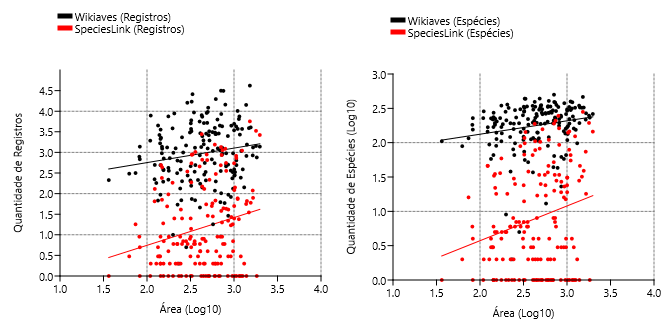 Wikiaves (Registros)
SpeciesLink (Registros)
Quantidade de Registros
4.5
4.0
3.5
3.0
2.5
2.0
1.5
1.0
0.5
0.0
1.0 1.5 2.0 2.5 3.0 3.5 4.0
Área (Log10)
Wikiaves (Espécies)
SpeciesLink (Espécies)
Quantidade de Espécies (Log10)
3.0
2.5
2.0
1.5
1.0
0.5
0.0
1.0 1.5 2.0 2.5 3.0 3.5 4.0
Área (Log10)